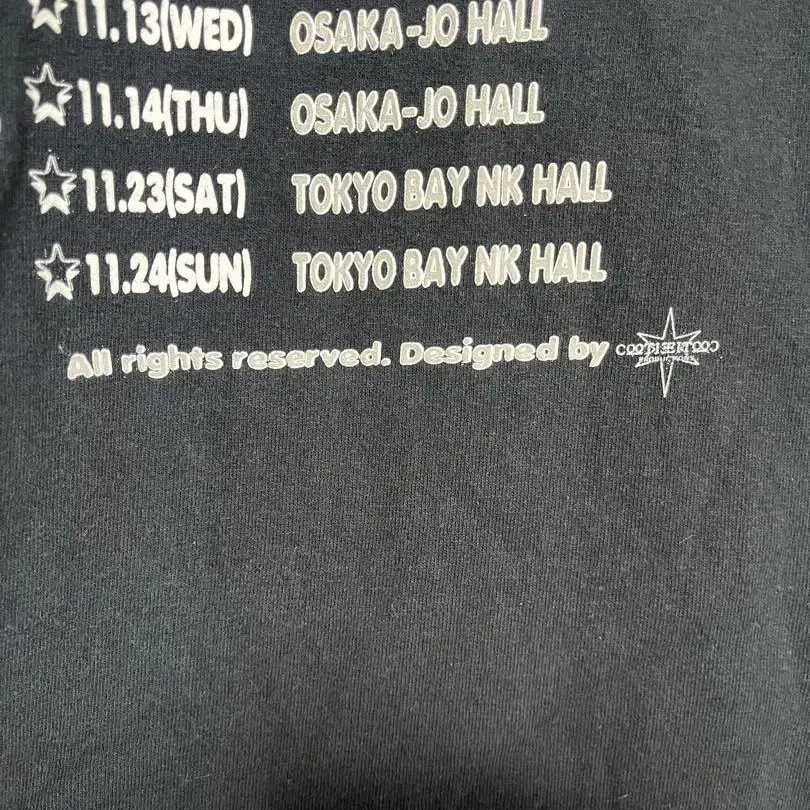 11.13(WED) OSAKA-JO HALL
11.14(THU) OSAKA-JO HALL
11.23(SAT) TOKYO BAY NK HALL
11.24(SUN) TOKYO BAY NK HALL
All rights reserved. Designed by
PRODUCTIONS